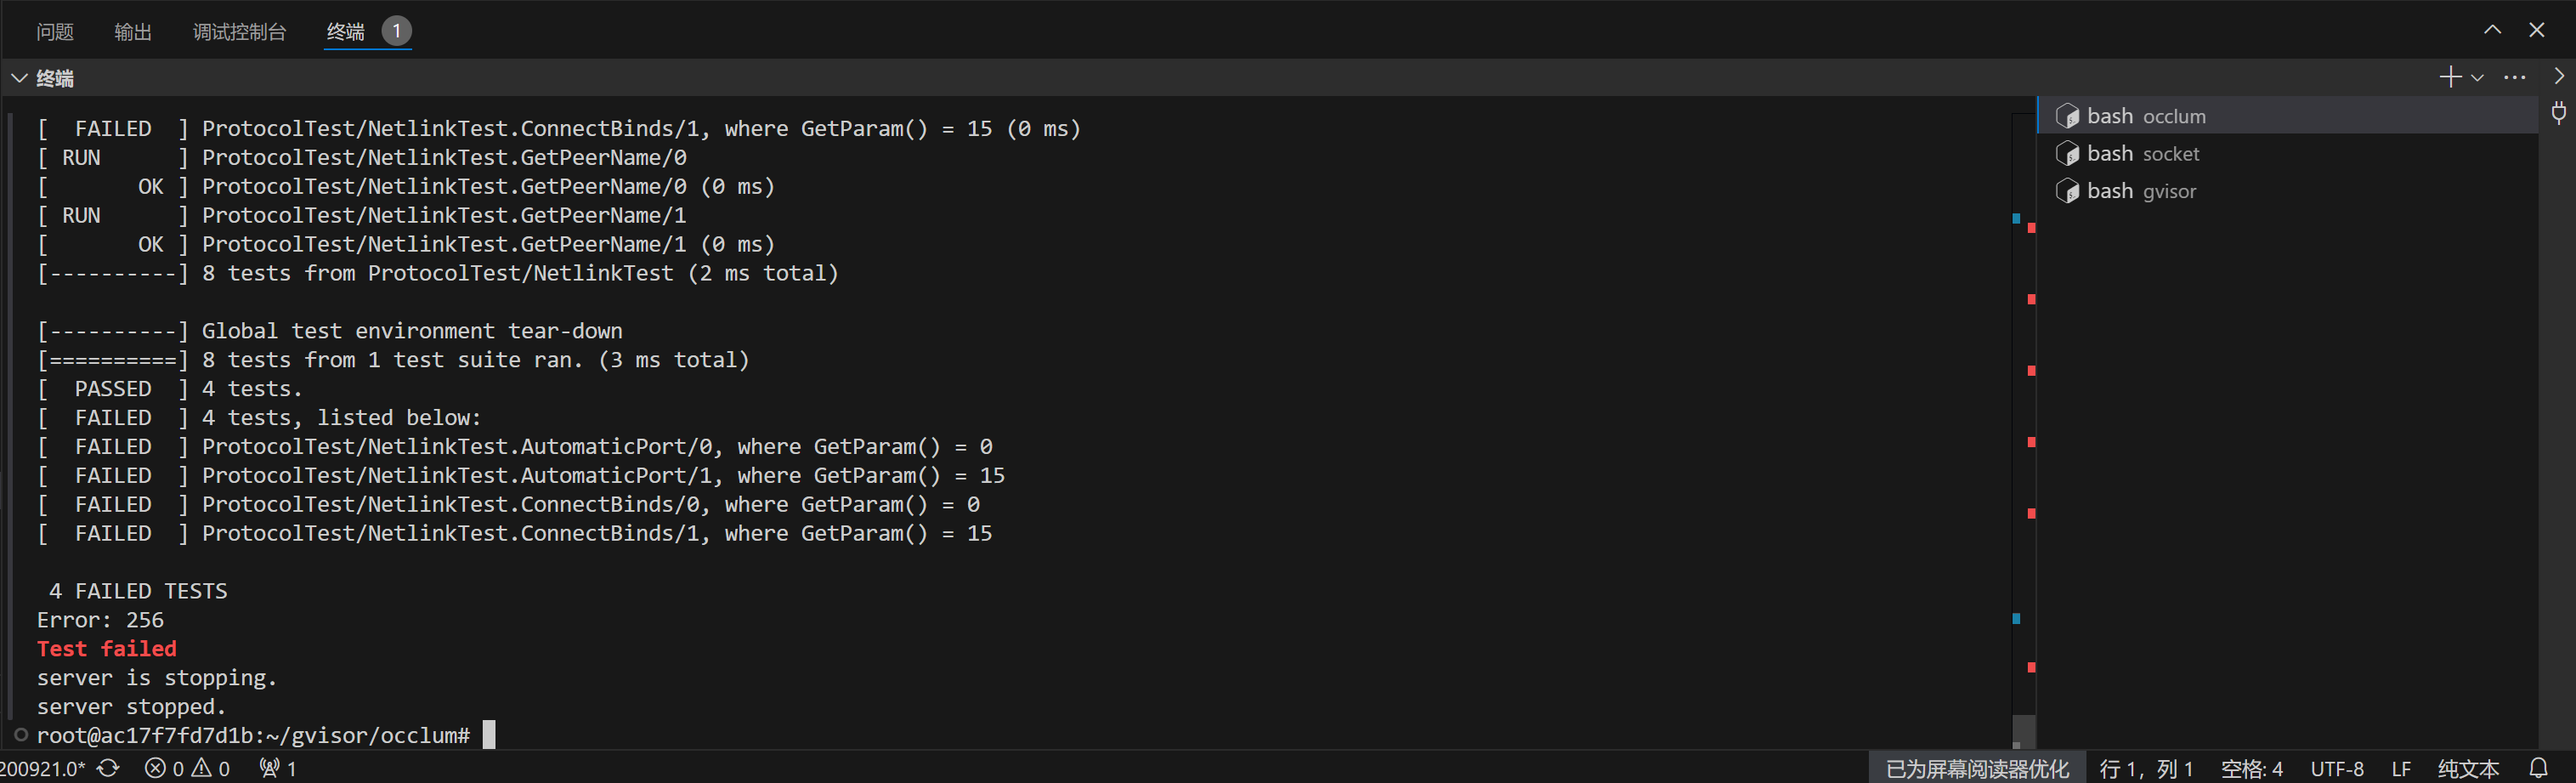 问题 输出 调试控制台 终端 1
终端
[  FAILED  ] ProtocolTest/NetlinkTest.ConnectBinds/1, where GetParam() = 15 (0 ms)
[ RUN      ] ProtocolTest/NetlinkTest.GetPeerName/0
[       OK ] ProtocolTest/NetlinkTest.GetPeerName/0 (0 ms)
[ RUN      ] ProtocolTest/NetlinkTest.GetPeerName/1
[       OK ] ProtocolTest/NetlinkTest.GetPeerName/1 (0 ms)
[----------] 8 tests from ProtocolTest/NetlinkTest (2 ms total)
[----------] Global test environment tear-down
[==========] 8 tests from 1 test suite ran. (3 ms total)
[  PASSED  ] 4 tests.
[  FAILED  ] 4 tests, listed below:
[  FAILED  ] ProtocolTest/NetlinkTest.AutomaticPort/0, where GetParam() = 0
[  FAILED  ] ProtocolTest/NetlinkTest.AutomaticPort/1, where GetParam() = 15
[  FAILED  ] ProtocolTest/NetlinkTest.ConnectBinds/0, where GetParam() = 0
[  FAILED  ] ProtocolTest/NetlinkTest.ConnectBinds/1, where GetParam() = 15
4 FAILED TESTS
Error: 256
Test failed
server is stopping.
server stopped.
root@ac17f7fd7d1b:~/gvisor/occlum#
bash occlum
bash socket
bash gvisor
200921.0* 0 0 1 已为屏幕阅读器优化 行 1，列 1 空格: 4 UTF-8 LF 纯文本